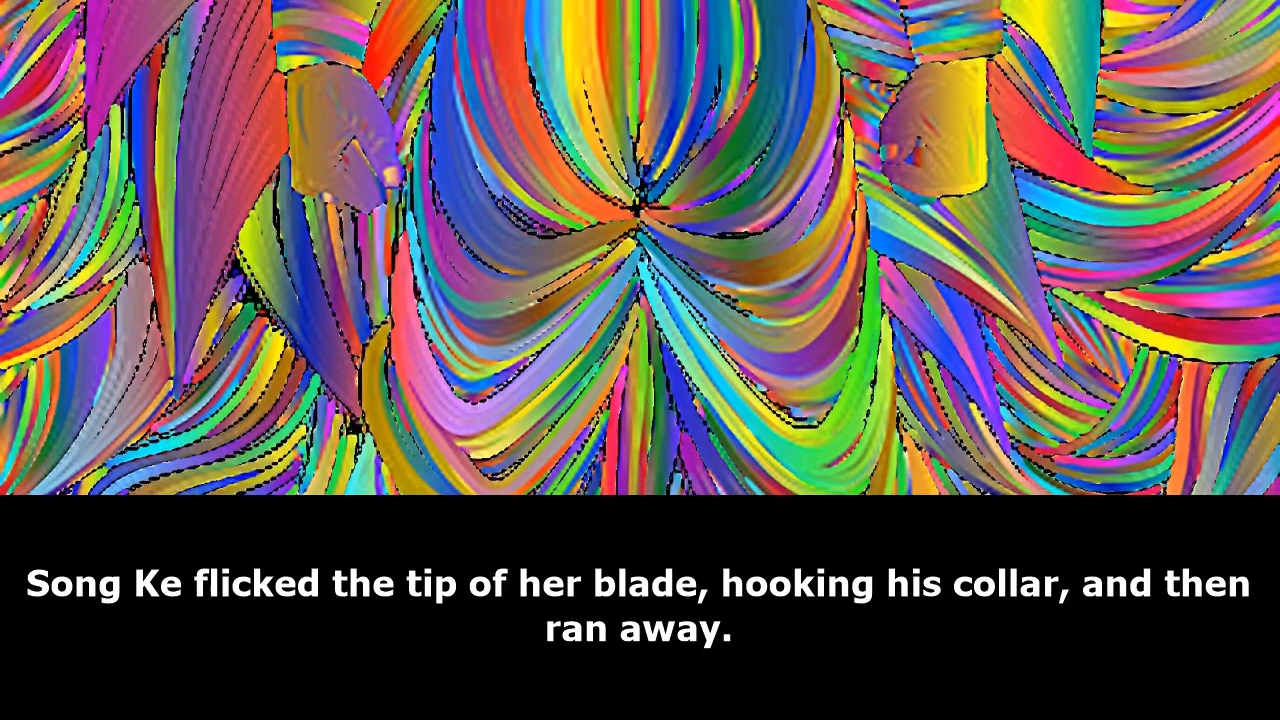 Song Ke flicked the tip of her blade, hooking his collar, and then
ran away.